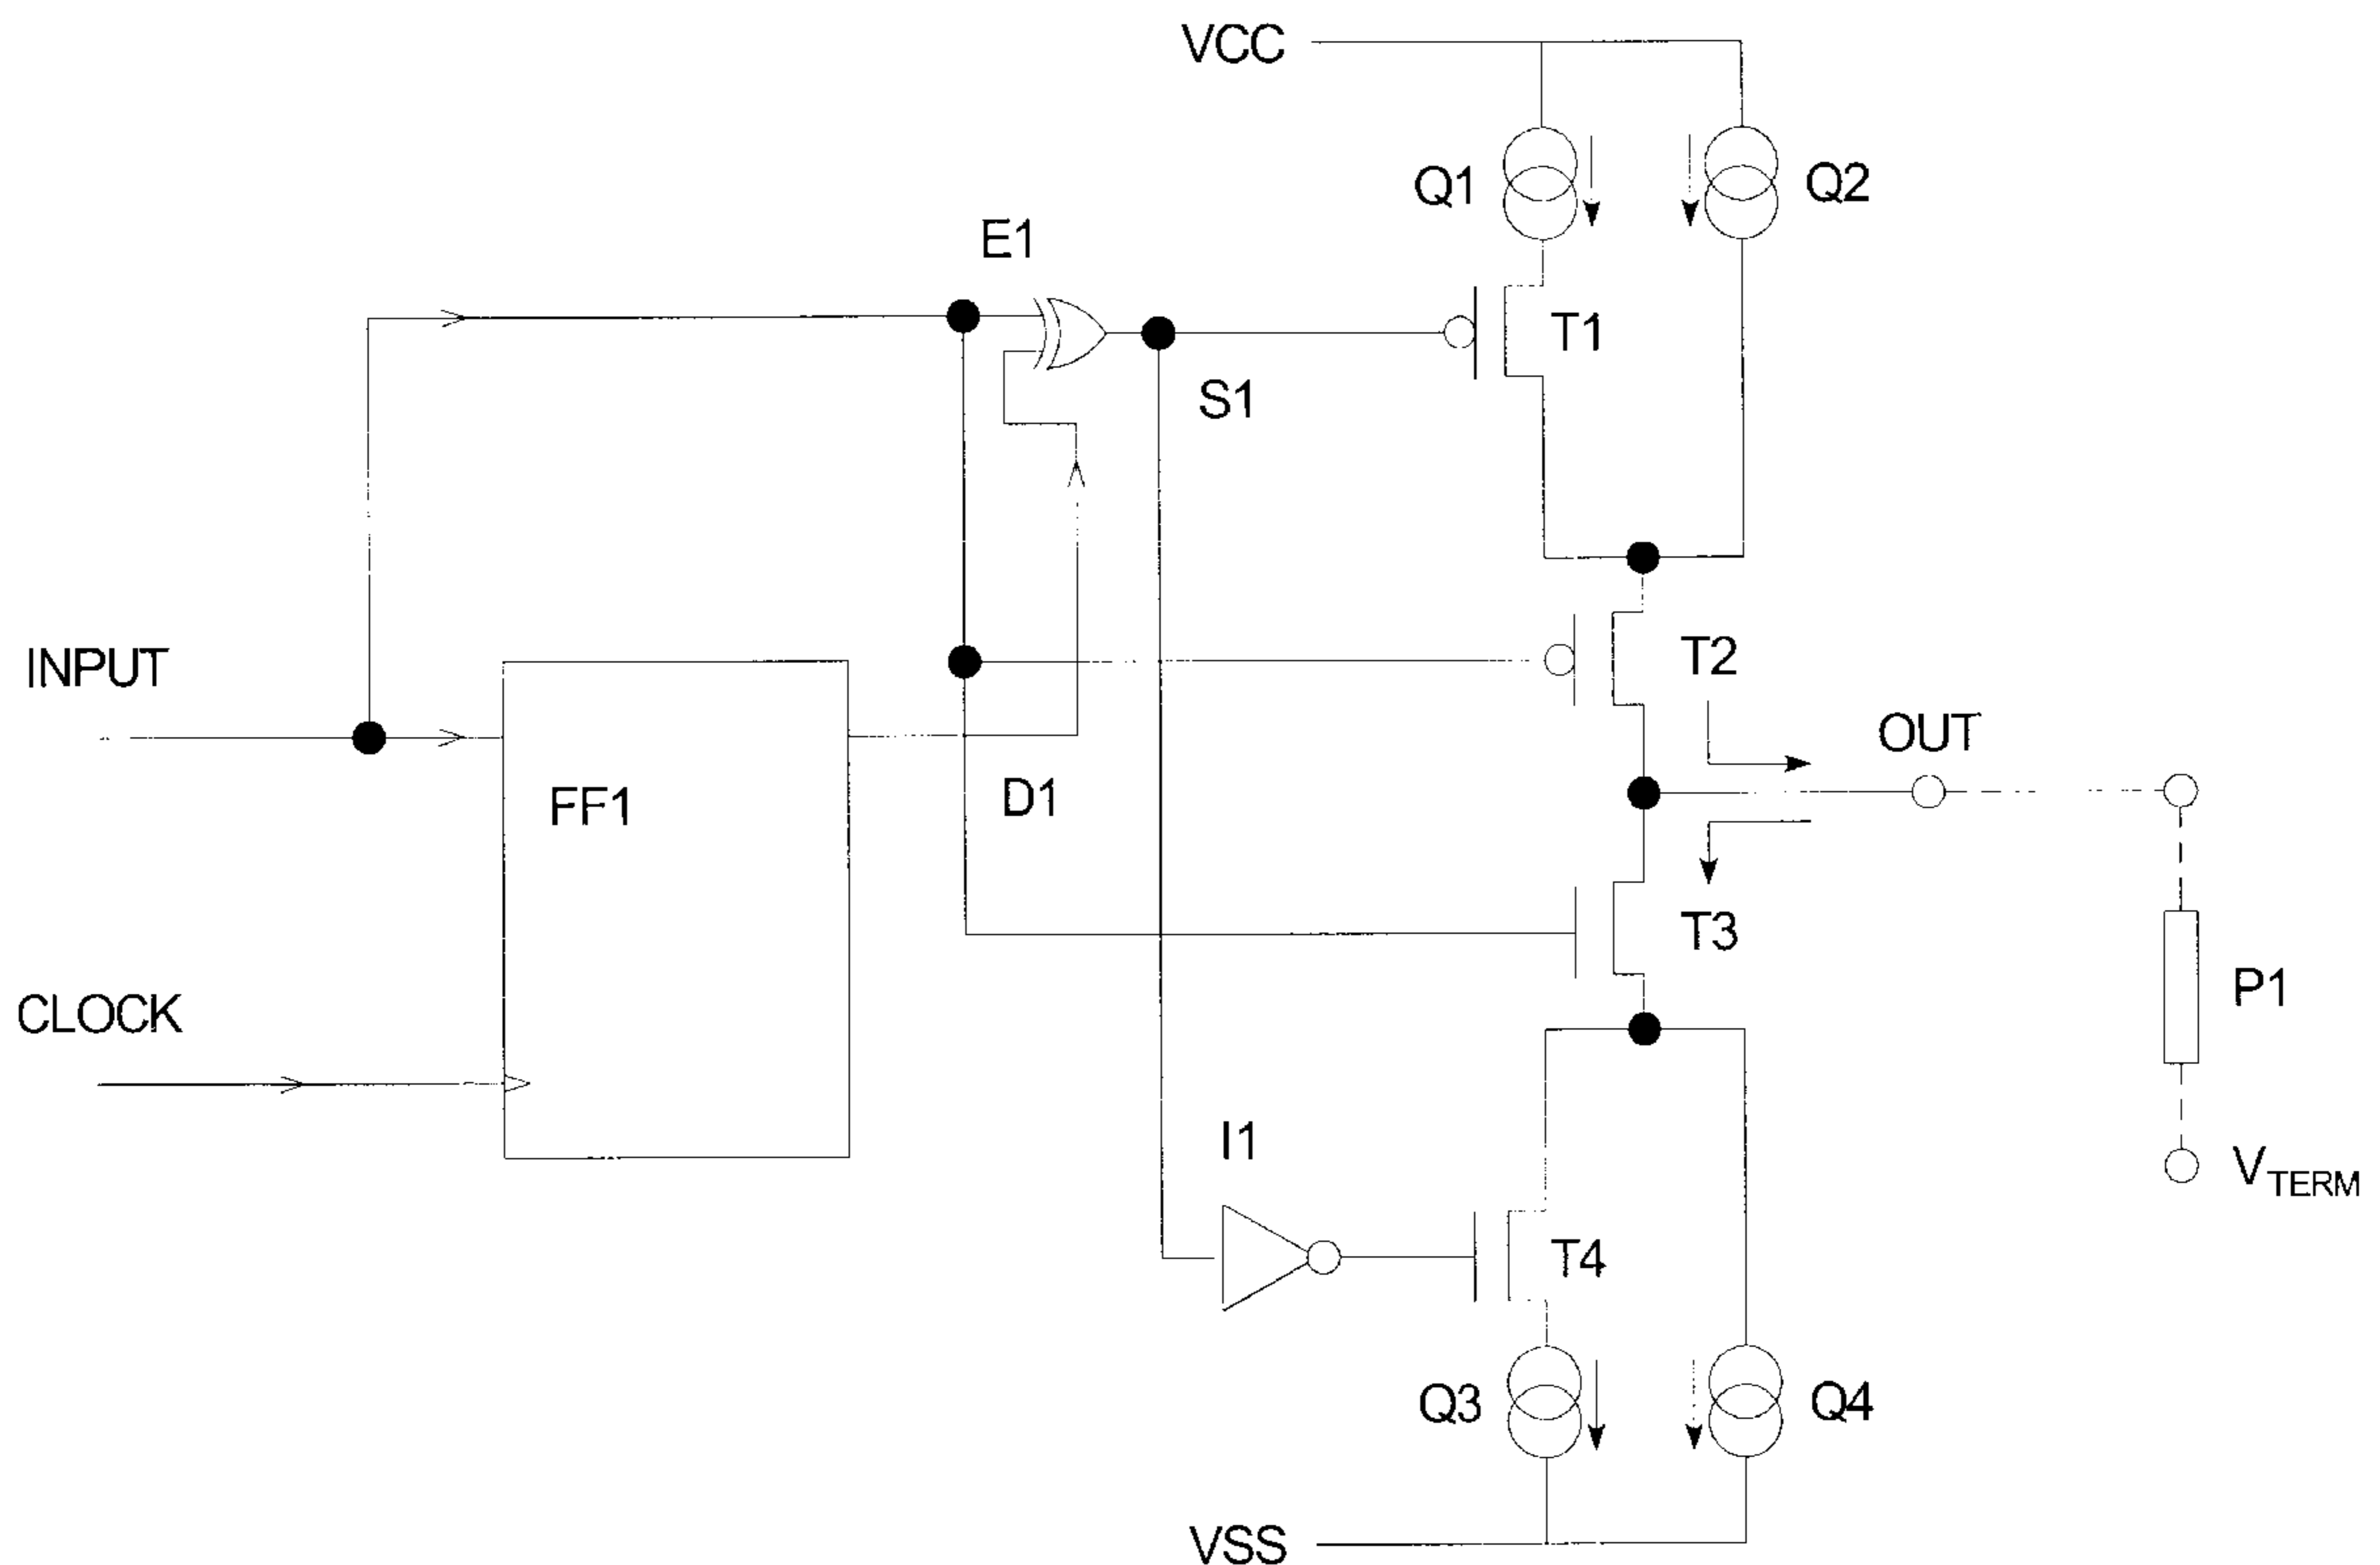 VCC
Q1
Q2
E1
T1
S1
INPUT
T2
OUT
FF1
D1
T3
P1
CLOCK
I1
VTERM
T4
Q3
Q4
VSS